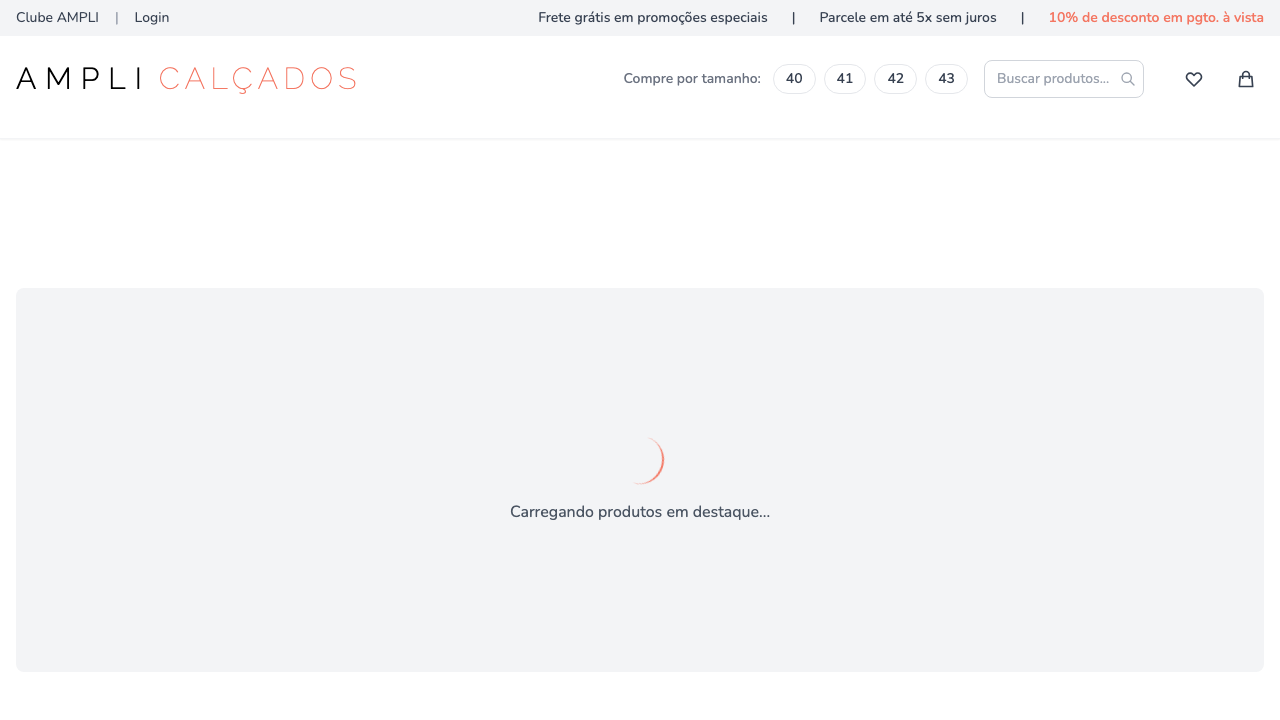 Clube AMPLI | Login Frete grátis em promoções especiais | Parcele em até 5x sem juros | 10% de desconto em pgto. à vista
AMPLI CALÇADOS Compre por tamanho: 40 41 42 43 Buscar produtos...
Carregando produtos em destaque...